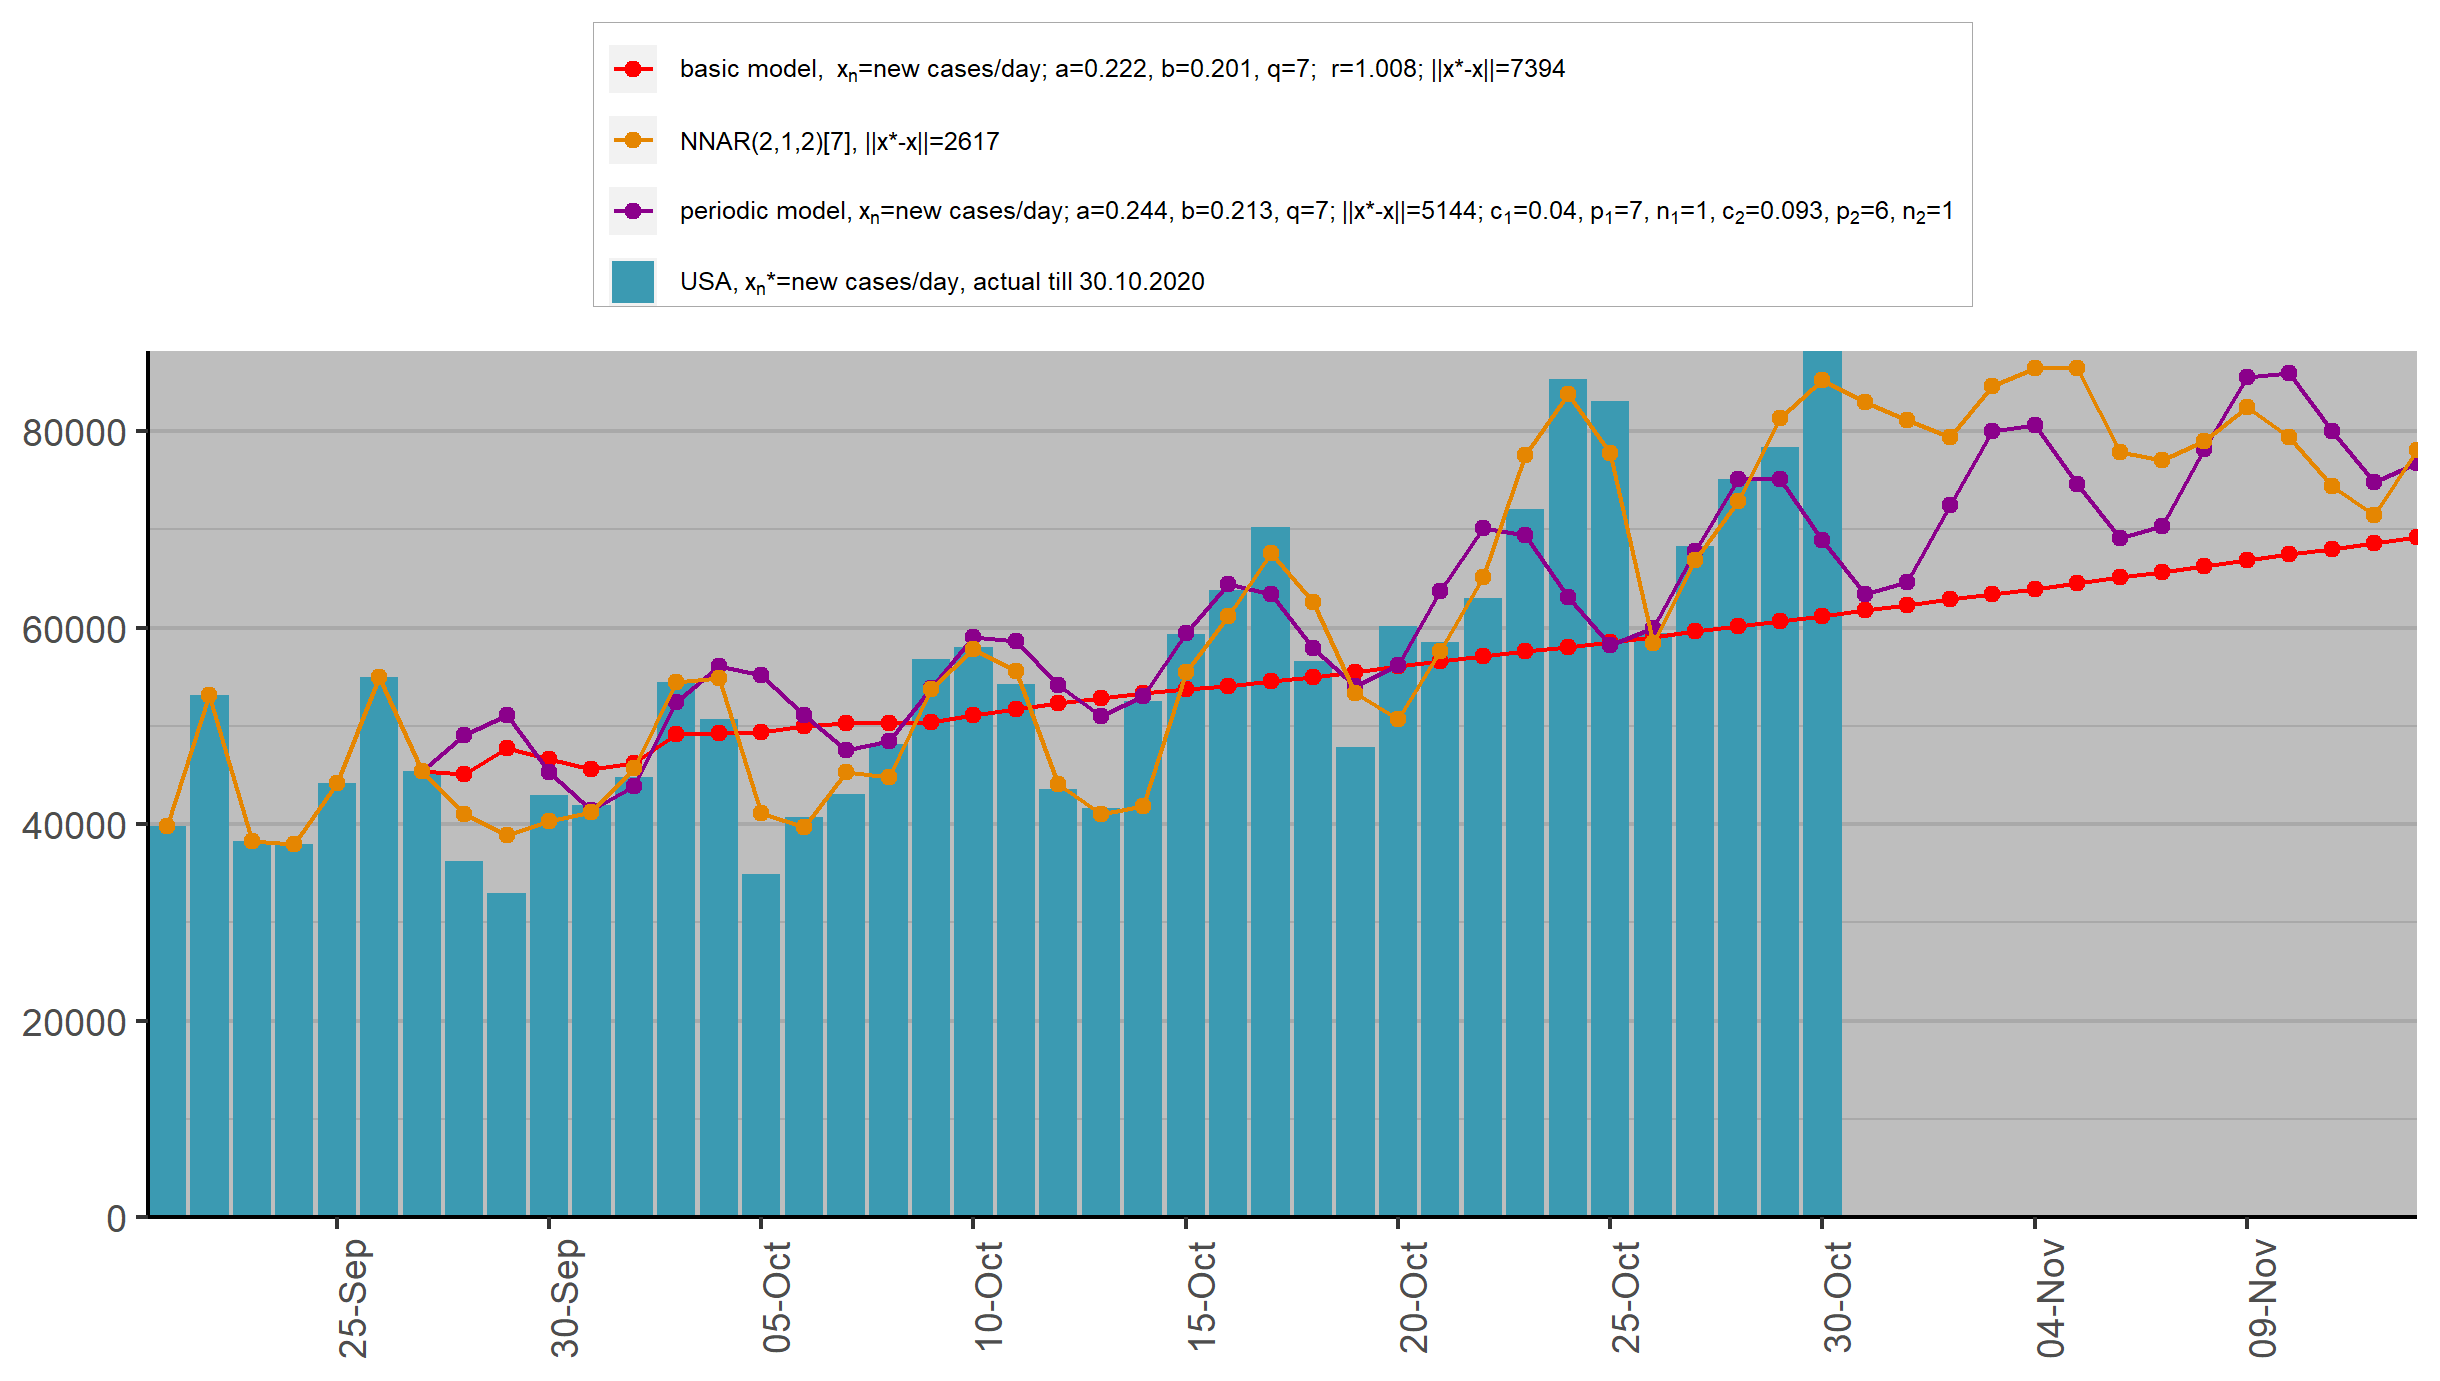 basic model,  xₙ=new cases/day; a=0.222, b=0.201, q=7;  r=1.008; ||x*-x||=7394
NNAR(2,1,2)[7], ||x*-x||=2617
periodic model, xₙ=new cases/day; a=0.244, b=0.213, q=7; ||x*-x||=5144; c₁=0.04, p₁=7, n₁=1, c₂=0.093, p₂=6, n₂=1
USA, xₙ*=new cases/day, actual till 30.10.2020
80000
60000
40000
20000
0
25-Sep
30-Sep
05-Oct
10-Oct
15-Oct
20-Oct
25-Oct
30-Oct
04-Nov
09-Nov